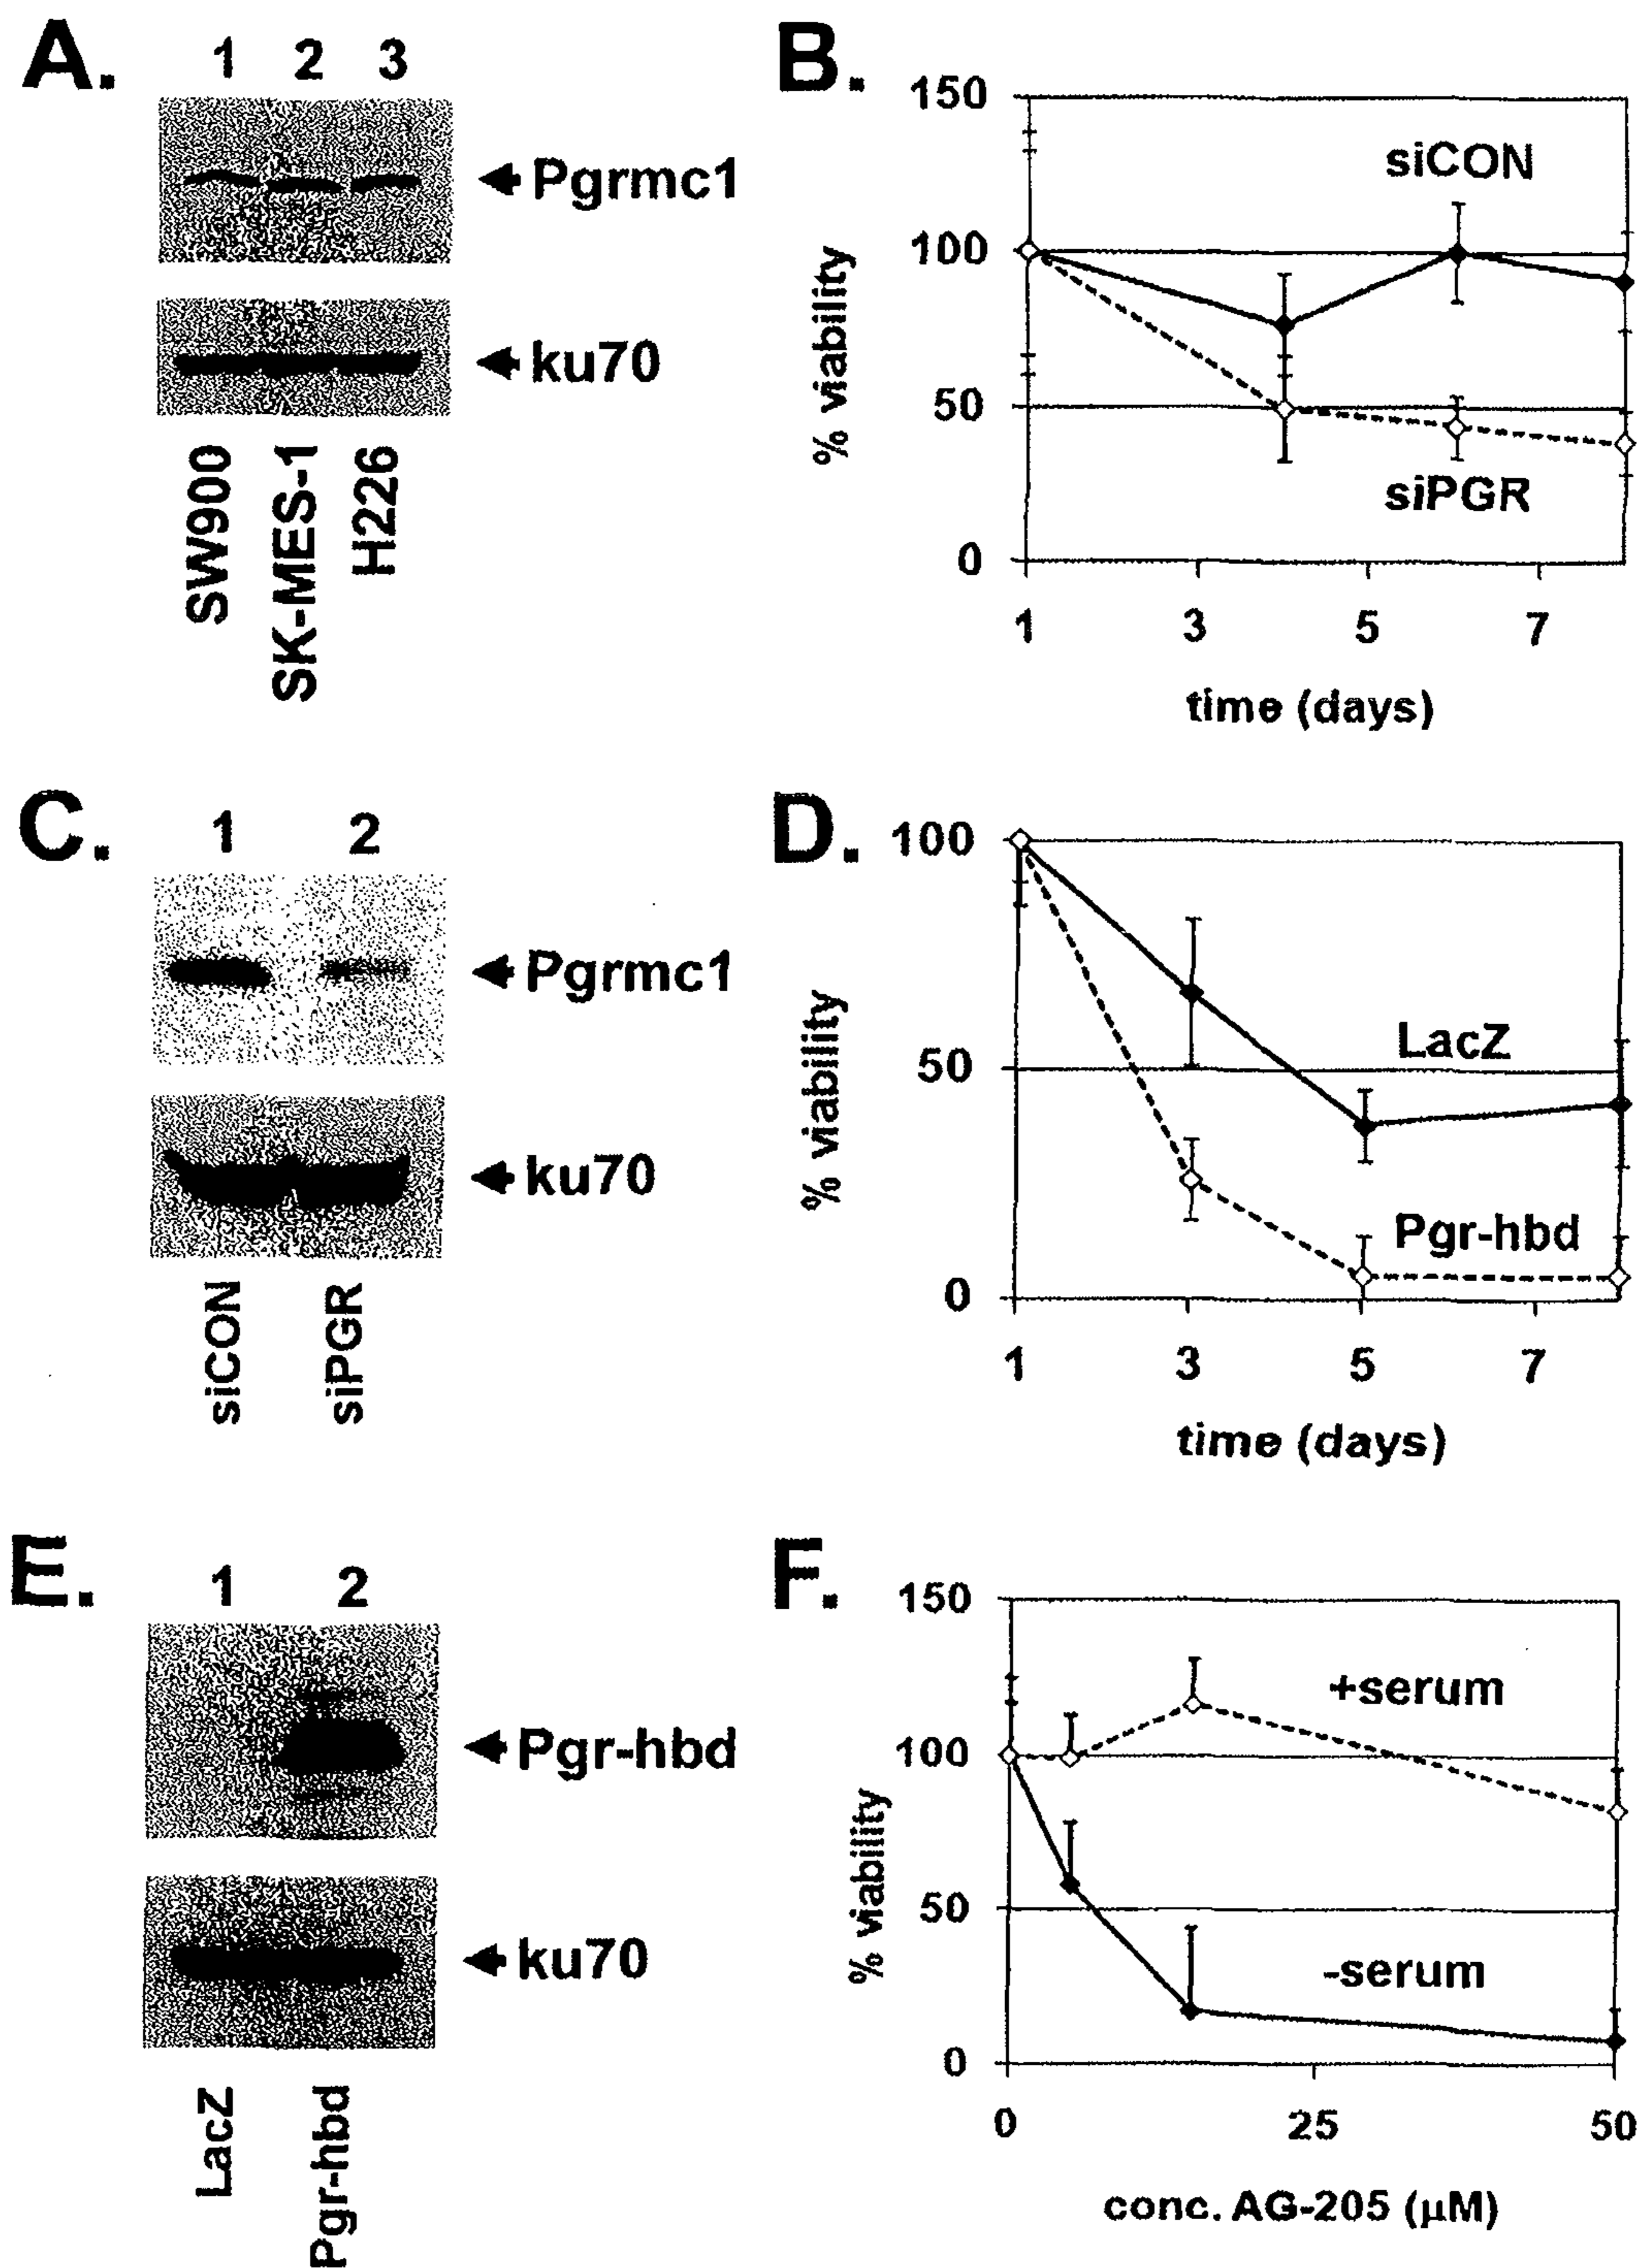 A.
1 2 3
Pgrmc1
ku70
SW900
SK-MES-1
H226
B.
150
100
50
0
% viability
siCON
siPGR
1 3 5 7
time (days)
C.
1 2
Pgrmc1
ku70
siCON
siPGR
D.
100
50
0
% viability
LacZ
Pgr-hbd
1 3 5 7
time (days)
E.
1 2
Pgr-hbd
ku70
LacZ
Pgr-hbd
F.
150
100
50
0
% viability
+serum
-serum
0 25 50
conc. AG-205 (µM)